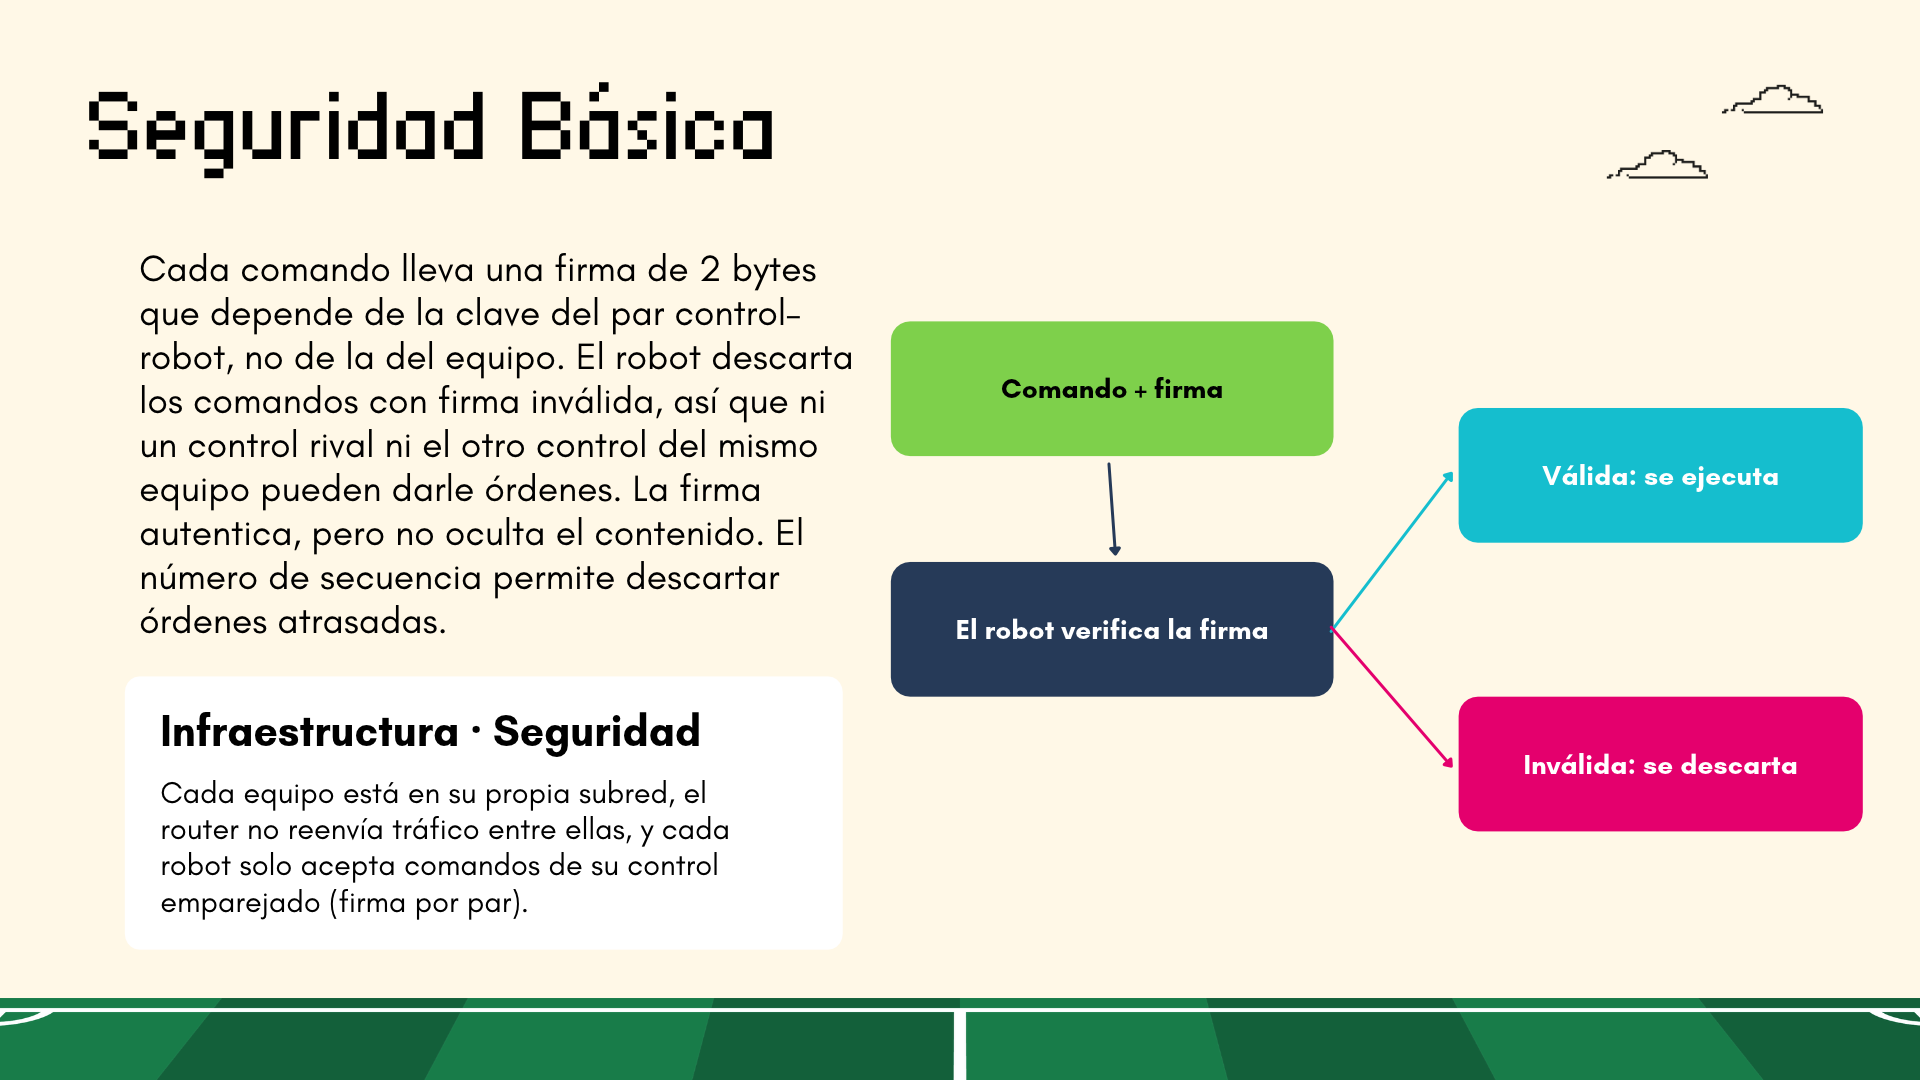 Seguridad Básica
Cada comando lleva una firma de 2 bytes
que depende de la clave del par control–
robot, no de la del equipo. El robot descarta
los comandos con firma inválida, así que ni
un control rival ni el otro control del mismo
equipo pueden darle órdenes. La firma
autentica, pero no oculta el contenido. El
número de secuencia permite descartar
órdenes atrasadas.
Infraestructura · Seguridad
Cada equipo está en su propia subred, el
router no reenvía tráfico entre ellas, y cada
robot solo acepta comandos de su control
emparejado (firma por par).
Comando + firma
El robot verifica la firma
Válida: se ejecuta
Inválida: se descarta